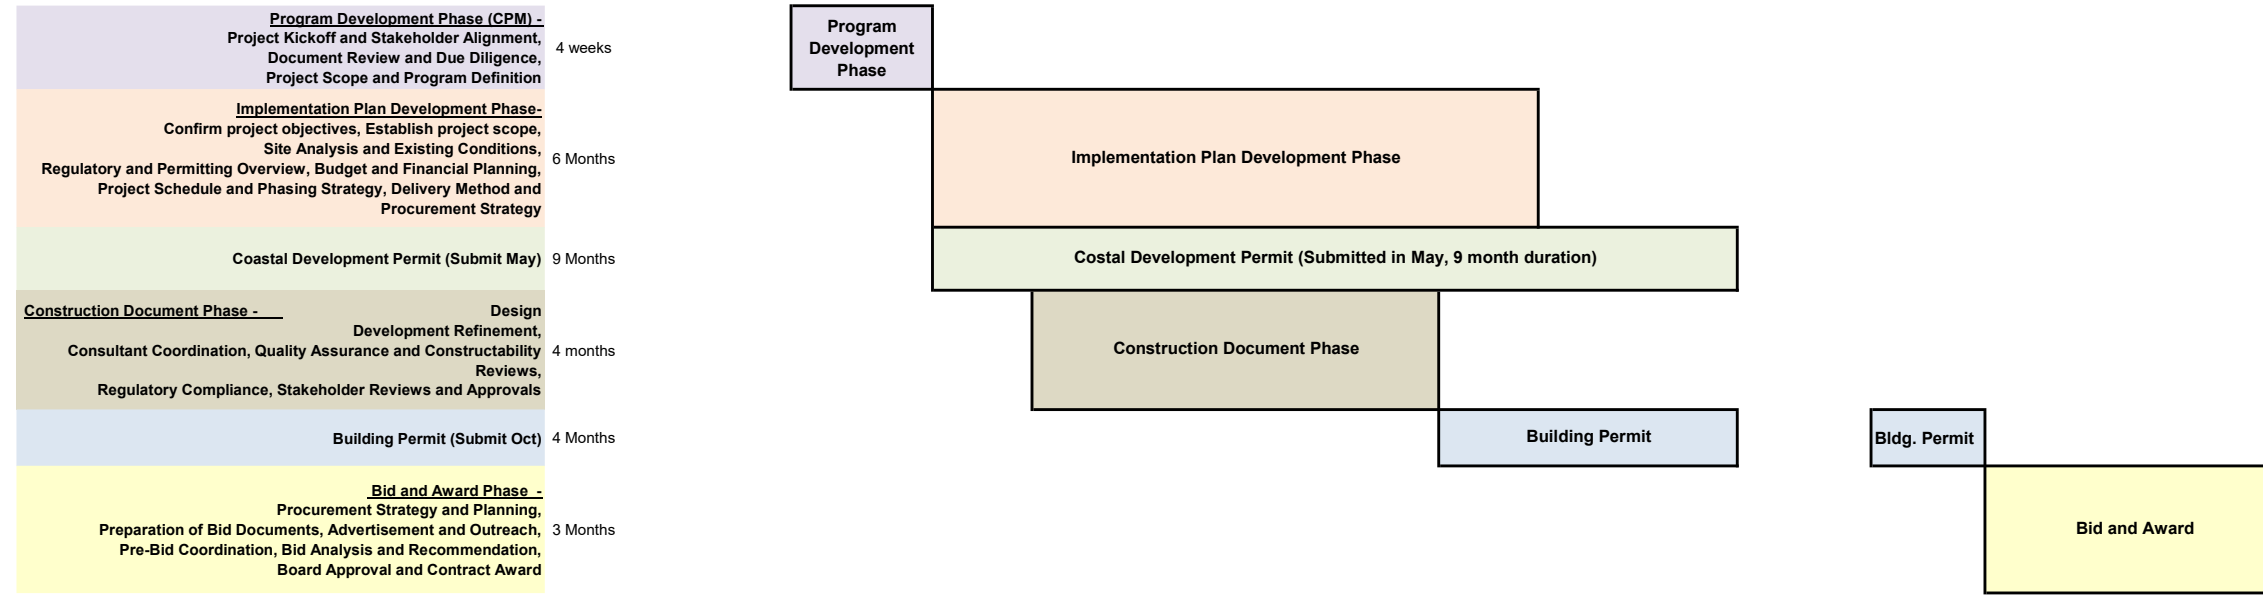 Program Development Phase (CPM) -
Project Kickoff and Stakeholder Alignment,
Document Review and Due Diligence,
Project Scope and Program Definition
4 weeks
Program
Development
Phase
Implementation Plan Development Phase-
Confirm project objectives, Establish project scope,
Site Analysis and Existing Conditions,
Regulatory and Permitting Overview, Budget and Financial Planning,
Project Schedule and Phasing Strategy, Delivery Method and
Procurement Strategy
6 Months
Implementation Plan Development Phase
Coastal Development Permit (Submit May)
9 Months
Costal Development Permit (Submitted in May, 9 month duration)
Construction Document Phase - Design
Development Refinement,
Consultant Coordination, Quality Assurance and Constructability
Reviews,
Regulatory Compliance, Stakeholder Reviews and Approvals
4 months
Construction Document Phase
Building Permit (Submit Oct)
4 Months
Building Permit
Bldg. Permit
Bid and Award Phase -
Procurement Strategy and Planning,
Preparation of Bid Documents, Advertisement and Outreach,
Pre-Bid Coordination, Bid Analysis and Recommendation,
Board Approval and Contract Award
3 Months
Bid and Award